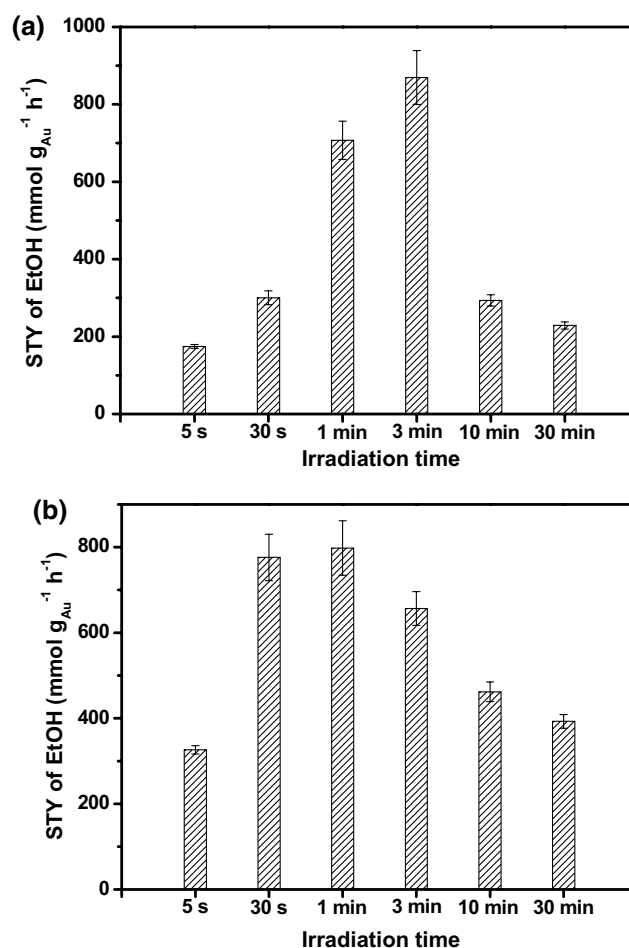 (a)
1000
800
600
400
200
0
STY of EtOH (mmol g_Au^-1 h^-1)
5 s 30 s 1 min 3 min 10 min 30 min
Irradiation time
(b)
800
600
400
200
0
STY of EtOH (mmol g_Au^-1 h^-1)
5 s 30 s 1 min 3 min 10 min 30 min
Irradiation time